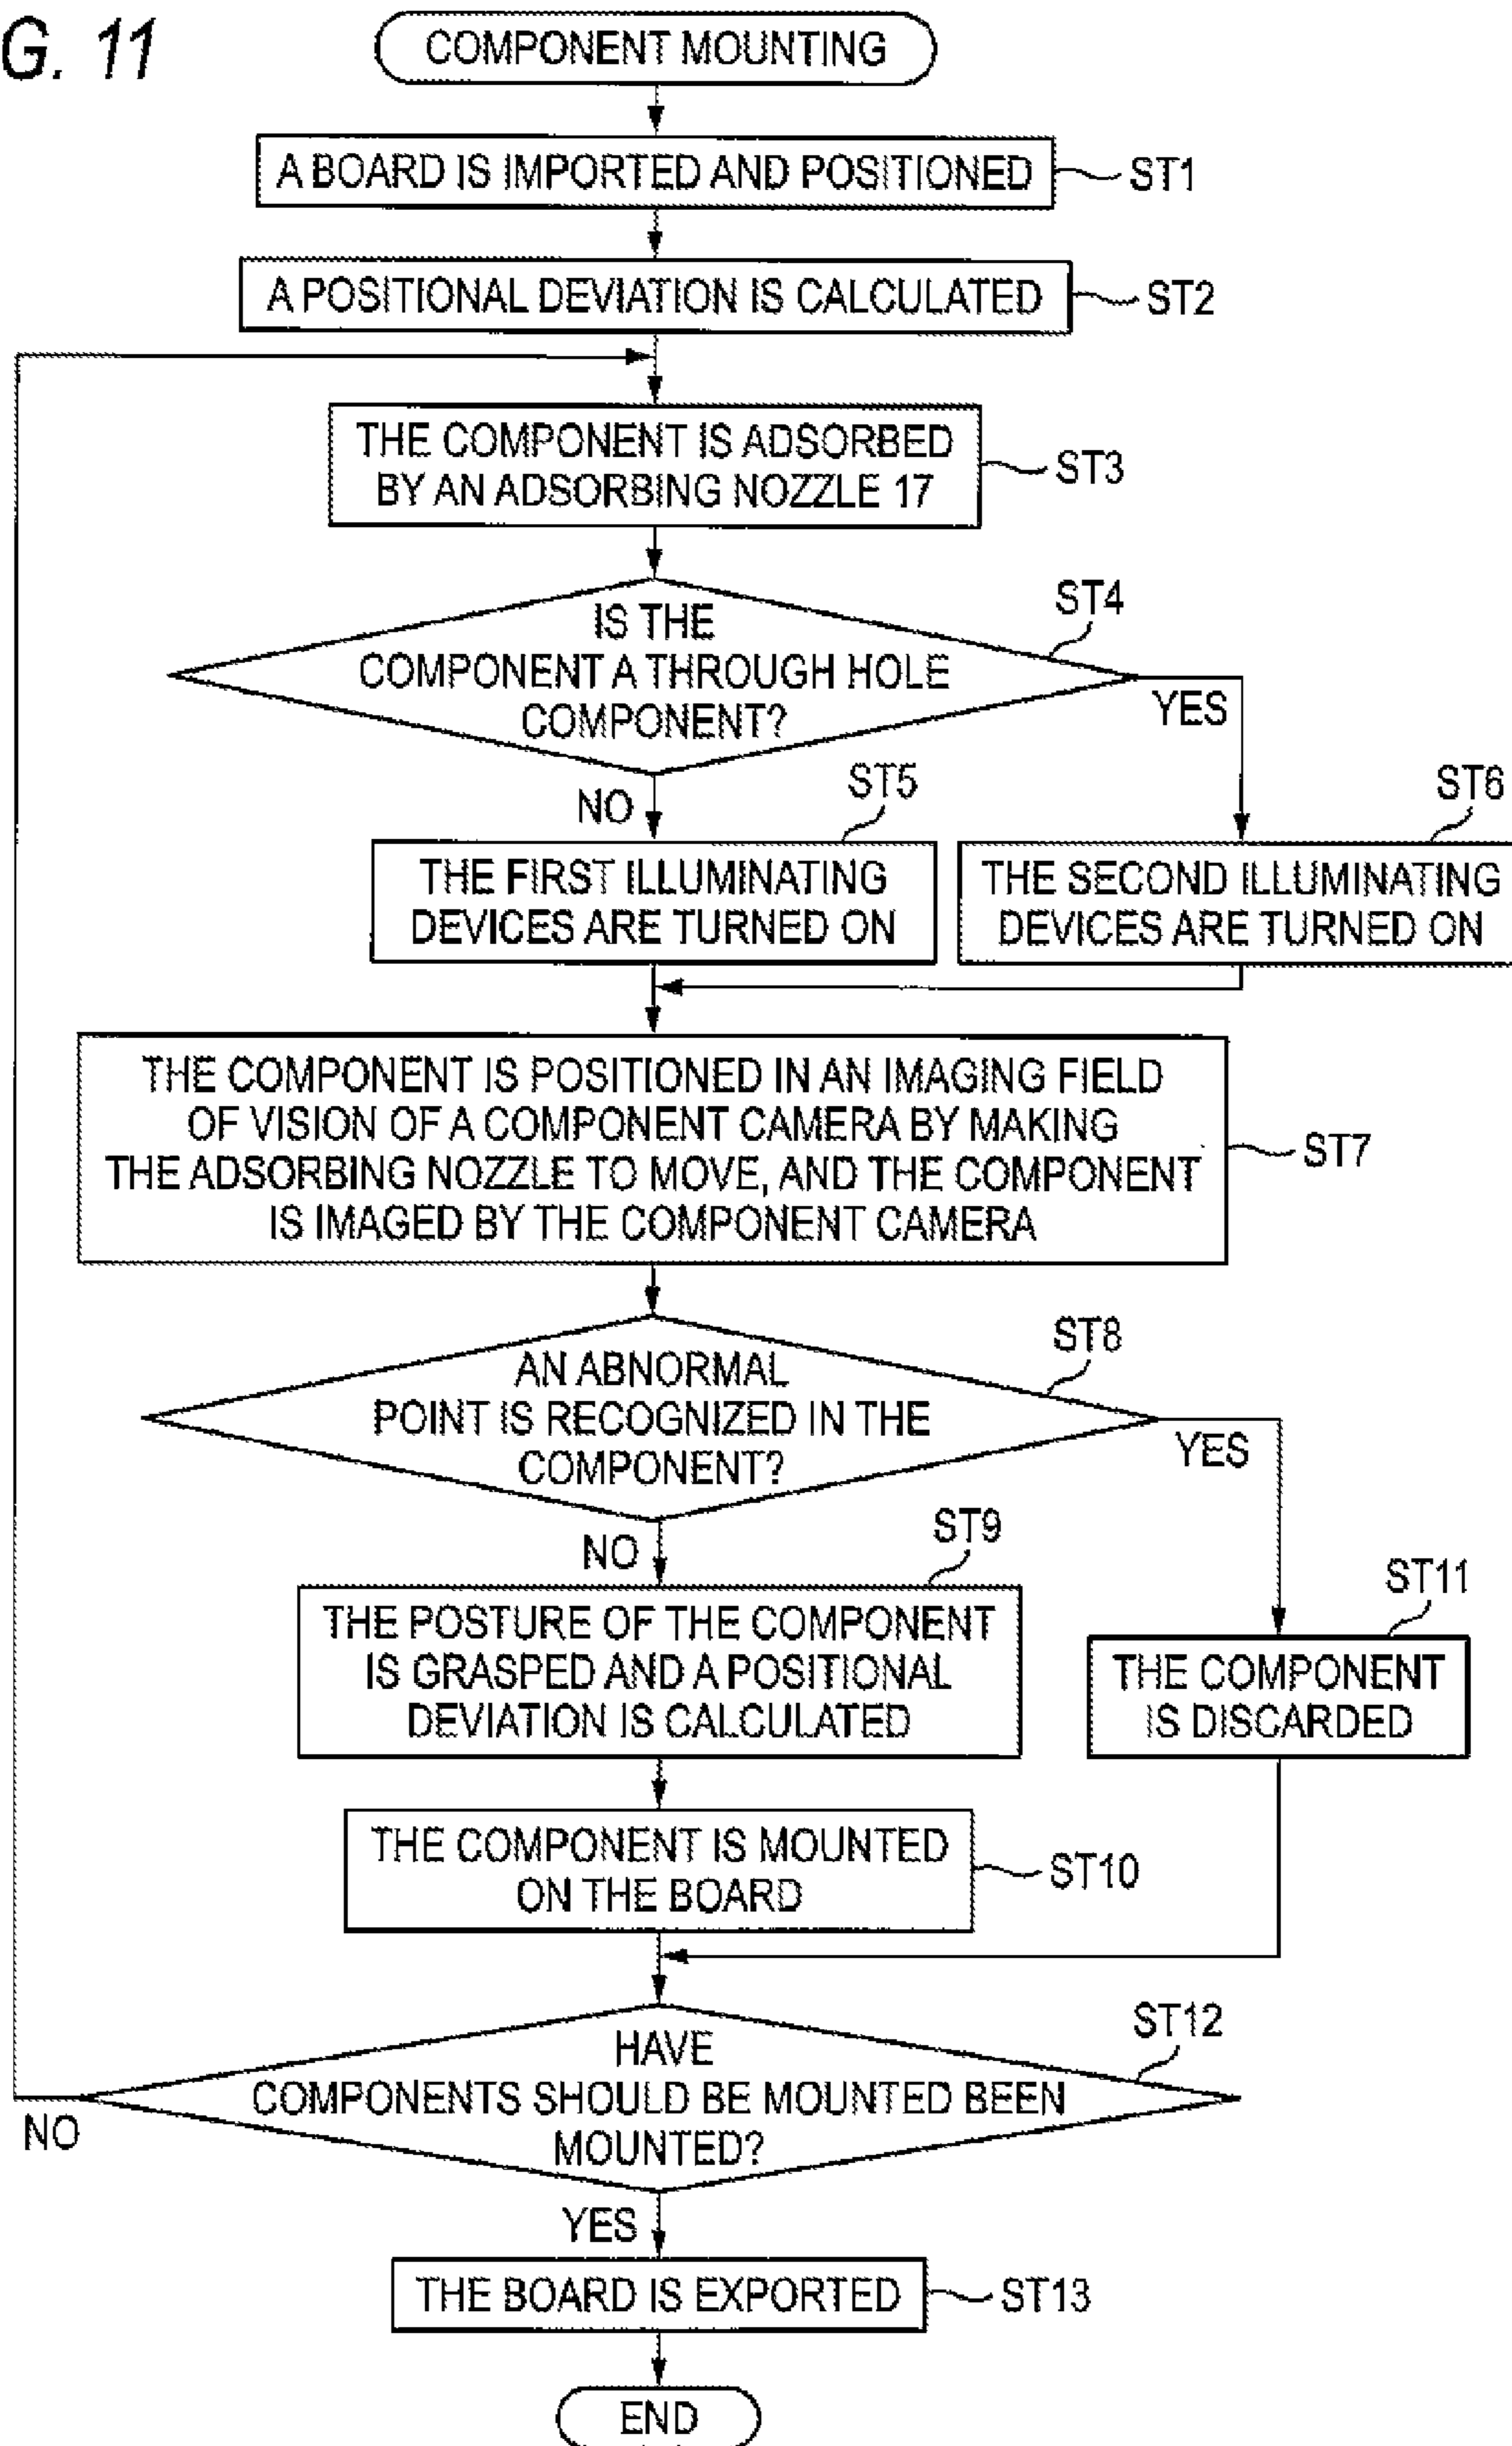 G. 11
COMPONENT MOUNTING
A BOARD IS IMPORTED AND POSITIONED
ST1
A POSITIONAL DEVIATION IS CALCULATED
ST2
THE COMPONENT IS ADSORBED
BY AN ADSORBING NOZZLE 17
ST3
ST4
IS THE
COMPONENT A THROUGH HOLE
COMPONENT?
YES
NO
ST5
ST6
THE FIRST ILLUMINATING
DEVICES ARE TURNED ON
THE SECOND ILLUMINATING
DEVICES ARE TURNED ON
THE COMPONENT IS POSITIONED IN AN IMAGING FIELD
OF VISION OF A COMPONENT CAMERA BY MAKING
THE ADSORBING NOZZLE TO MOVE, AND THE COMPONENT
IS IMAGED BY THE COMPONENT CAMERA
ST7
ST8
AN ABNORMAL
POINT IS RECOGNIZED IN THE
COMPONENT?
YES
NO
ST9
THE POSTURE OF THE COMPONENT
IS GRASPED AND A POSITIONAL
DEVIATION IS CALCULATED
ST11
THE COMPONENT
IS DISCARDED
THE COMPONENT IS MOUNTED
ON THE BOARD
ST10
ST12
HAVE
COMPONENTS SHOULD BE MOUNTED BEEN
MOUNTED?
NO
YES
THE BOARD IS EXPORTED
ST13
END